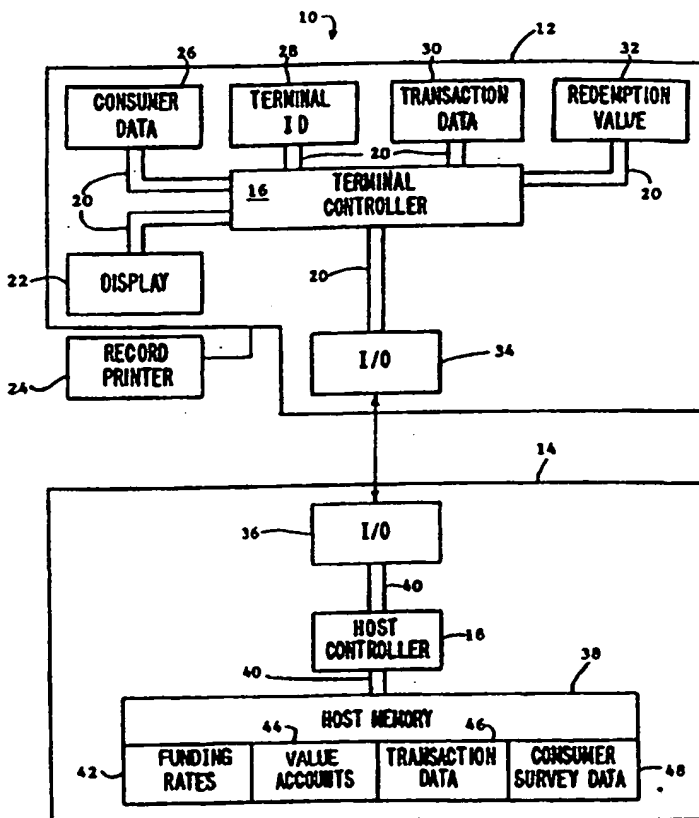 10
12
26
28
30
32
CONSUMER
DATA
TERMINAL
ID
TRANSACTION
DATA
REDEMPTION
VALUE
20
20
20
20
16
TERMINAL
CONTROLLER
22
DISPLAY
20
24
RECORD
PRINTER
I/O
34
14
36
I/O
40
HOST
CONTROLLER
18
40
38
HOST MEMORY
44
46
42
FUNDING
RATES
VALUE
ACCOUNTS
TRANSACTION
DATA
CONSUMER
SURVEY DATA
48